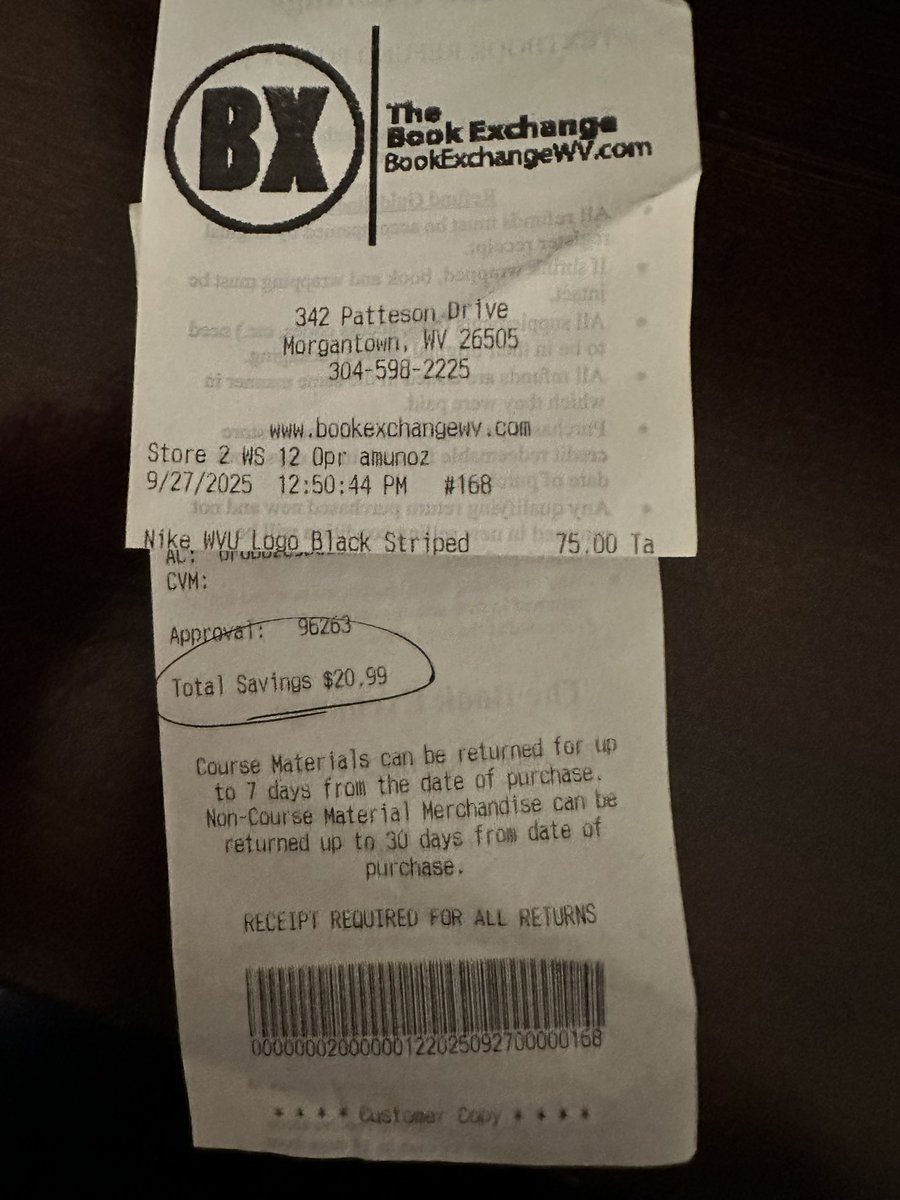 BX
The
Book Exchange
BookExchangeWV.com
342 Patteson Drive
Morgantown, WV 26505
304-598-2225
www.bookexchangewv.com
Store 2 WS 12 Opr amunoz
9/27/2025 12:50:44 PM #168
Nike WVU Logo Black Striped 75.00 Ta
AC:
CVM:
Approval: 96263
Total Savings $20.99
Course Materials can be returned for up
to 7 days from the date of purchase.
Non-Course Material Merchandise can be
returned up to 30 days from date of
purchase.
RECEIPT REQUIRED FOR ALL RETURNS
00000002000000122025092700000168
* * * * Customer Copy * * * *